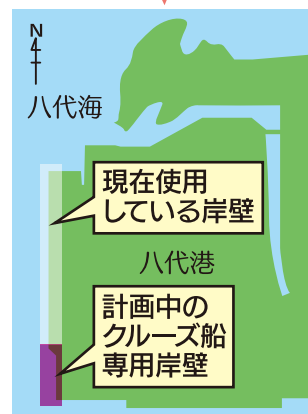 N
八代海
現在使用
している岸壁
八代港
計画中の
クルーズ船
専用岸壁